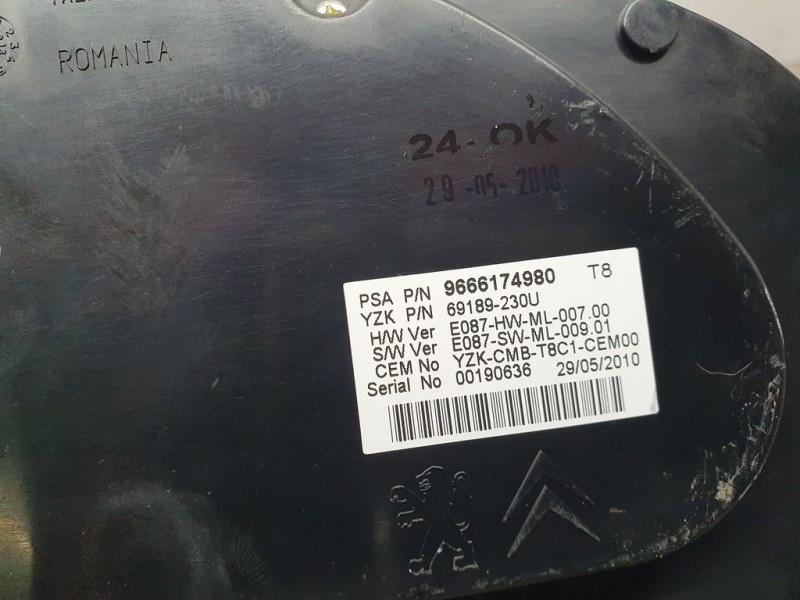 ROMANIA
24-OK
29-05-2010
PSA P/N 9666174980 T8
YZK P/N 69189-230U
H/W Ver E087-HW-ML-007.00
S/W Ver E087-SW-ML-009.01
CEM No YZK-CMB-T8C1-CEM00
Serial No 00190636 29/05/2010